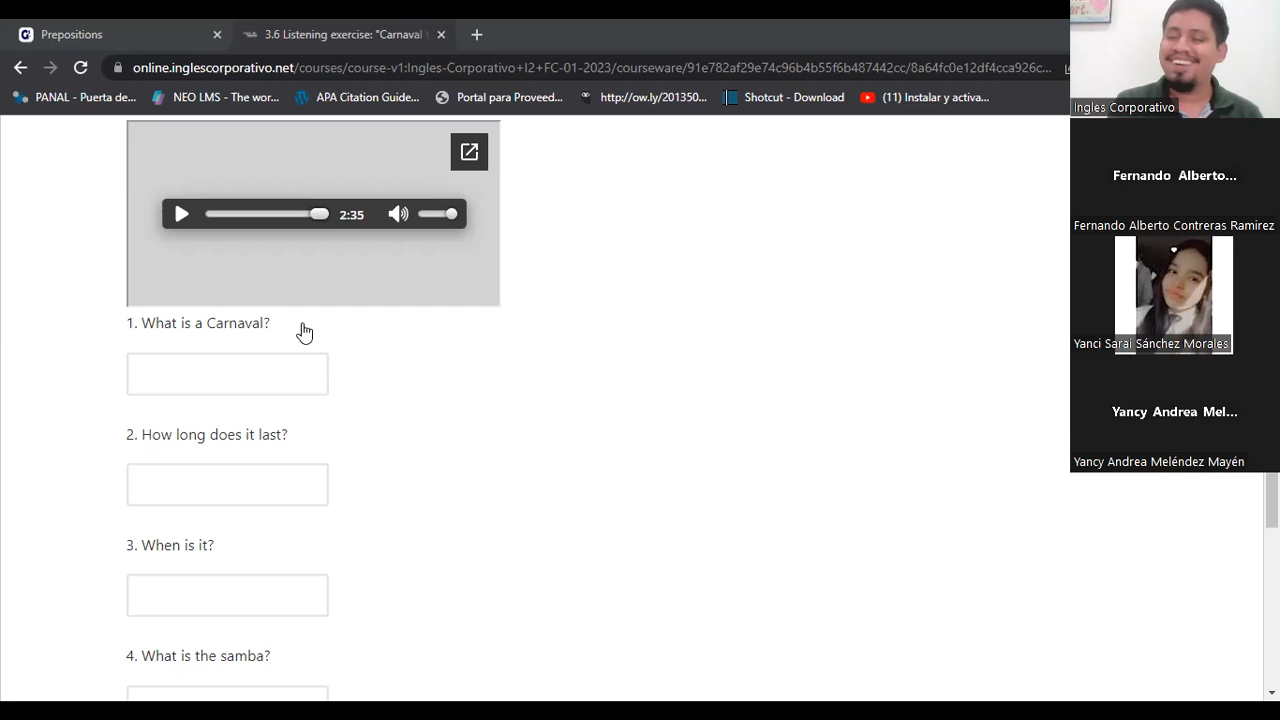 Prepositions
3.6 Listening exercise: "Carnaval
online.inglescorporativo.net/courses/course-v1:Ingles-Corporativo+I2+FC-01-2023/courseware/91e782af29e74c96b4b55f6b487442cc/8a64fc0e12df4cca926c...
PANAL - Puerta de...
NEO LMS - The wor...
APA Citation Guide...
Portal para Proveed...
http://ow.ly/201350...
Shotcut - Download
(11) Instalar y activa...
2:35
1. What is a Carnaval?
2. How long does it last?
3. When is it?
4. What is the samba?
art.
Ingles Corporativo
Fernando Alberto...
Fernando Alberto Contreras Ramirez
Yanci Sarai Sánchez Morales
Yancy Andrea Mel...
Yancy Andrea Meléndez Mayén